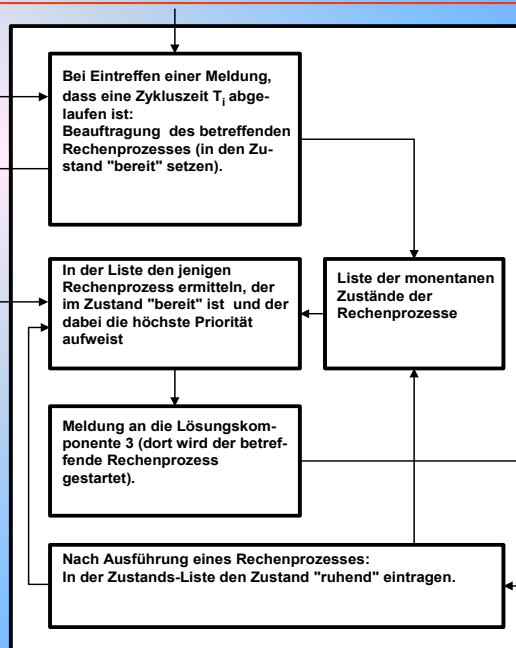 Bei Eintreffen einer Meldung,
dass eine Zykluszeit Ti abge-
laufen ist:
Beauftragung des betreffenden
Rechenprozesses (in den Zu-
stand "bereit" setzen).
In der Liste den jenigen
Rechenprozess ermitteln, der
im Zustand "bereit" ist und der
dabei die höchste Priorität
aufweist
Liste der monentanen
Zustände der
Rechenprozesse
Meldung an die Lösungskom-
ponente 3 (dort wird der betref-
fende Rechenprozess
gestartet).
Nach Ausführung eines Rechenprozesses:
In der Zustands-Liste den Zustand "ruhend" eintragen.